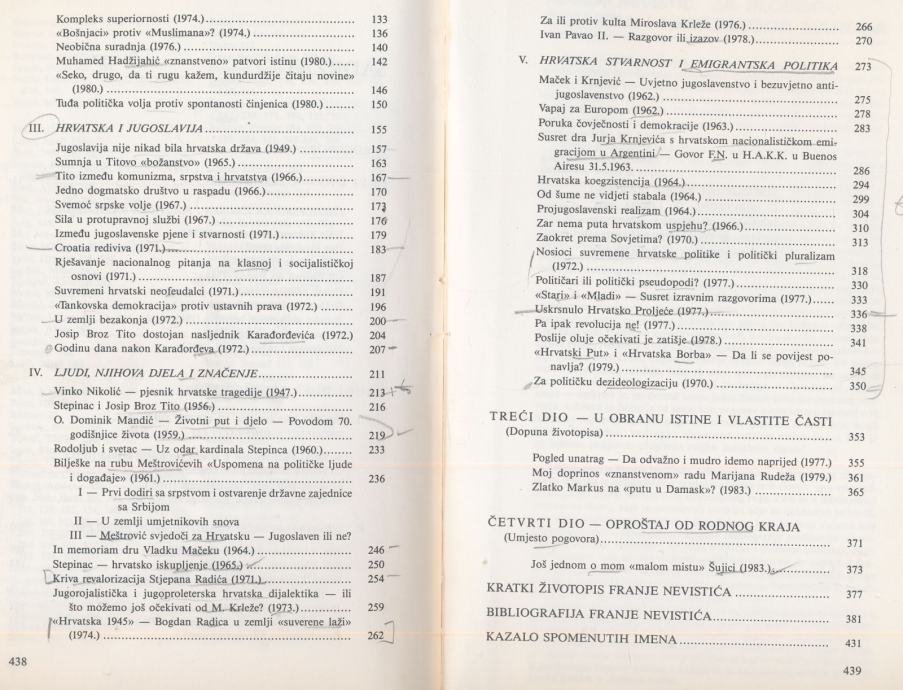 Kompleks superiornosti (1974.) 133
«Bošnjaci» protiv «Muslimana»? (1974.) 136
Neobična suradnja (1976.) 140
Muhamed Hadžijahić «znanstveno» patvori istinu (1980.) 142
«Seko, drugo, da ti rugu kažem, kundurdžije čitaju novine»
(1980.) 146
Tuđa politička volja protiv spontanosti činjenica (1980.) 150
III. HRVATSKA I JUGOSLAVIJA 155
Jugoslavija nije nikad bila hrvatska država (1949.) 157
Sumnja u Titovo «božanstvo» (1965.) 163
Tito između komunizma, srpstva i hrvatstva (1966.) 167
Jedno dogmatsko društvo u raspadu (1966.) 170
Svemoć srpske volje (1967.) 173
Sila u protupravnoj službi (1967.) 176
Između jugoslavenske pjene i stvarnosti (1971.) 179
Croatia rediviva (1971.) 183
Rješavanje nacionalnog pitanja na klasnoj i socijalističkoj
osnovi (1971.) 187
Suvremeni hrvatski neofeudalci (1971.) 191
«Tankovska demokracija» protiv ustavnih prava (1972.) 196
U zemlji bezakonja (1972.) 200
Josip Broz Tito dostojan nasljednik Karađorđevića (1972.) 204
Godinu dana nakon Karađorđeva (1972.) 207
IV. LJUDI, NJIHOVA DJELA I ZNAČENJE 211
Vinko Nikolić — pjesnik hrvatske tragedije (1947.) 213
Stepinac i Josip Broz Tito (1956.) 216
O. Dominik Mandić — Životni put i djelo — Povodom 70.
godišnjice života (1959.) 219
Rodoljub i svetac — Uz odar kardinala Stepinca (1960.) 233
Bilješke na rubu Meštrovićevih «Uspomena na političke ljude
i događaje» (1961.) 236
I — Prvi dodiri sa srpstvom i ostvarenje državne zajednice
sa Srbijom
II — U zemlji umjetnikovih snova
III — Meštrović svjedoči za Hrvatsku — Jugoslaven ili ne?
In memoriam dru Vladku Mačeku (1964.) 246
Stepinac — hrvatsko iskupljenje (1965.) 250
Kriva revalorizacija Stjepana Radića (1971.) 254
Jugorojalistička i jugoproleterska hrvatska dijalektika — ili
što možemo još očekivati od M. Krleže? (1973.) 259
«Hrvatska 1945» — Bogdan Radica u zemlji «suverene laži»
(1974.) 262
438
Za ili protiv kulta Miroslava Krleže (1976.) 266
Ivan Pavao II. — Razgovor ili izazov (1978.) 270
V. HRVATSKA STVARNOST I EMIGRANTSKA POLITIKA 273
Maček i Krnjević — Uvjetno jugoslavenstvo i bezuvjetno anti-
jugoslavenstvo (1962.) 275
Vapaj za Europom (1962.) 278
Poruka čovječnosti i demokracije (1963.) 283
Susret dra Jurja Krnjevića s hrvatskom nacionalističkom emi-
gracijom u Argentini — Govor F.N. u H.A.K.K. u Buenos
Airesu 31.5.1963. 286
Hrvatska koegzistencija (1964.) 294
Od šume ne vidjeti stabala (1964.) 299
Projugoslavenski realizam (1964.) 304
Zar nema puta hrvatskom uspjehu? (1966.) 310
Zaokret prema Sovjetima? (1970.) 313
Nosioci suvremene hrvatske politike i politički pluralizam
(1972.) 318
Političari ili politički pseudopodi? (1977.) 330
«Stari» i «Mladi» — Susret izravnim razgovorima (1977.) 333
Uskrsnulo Hrvatsko Proljeće (1977.) 336
Pa ipak revolucija ne! (1977.) 338
Poslije oluje očekivati je zatišje (1978.) 341
«Hrvatski Put» i «Hrvatska Borba» — Da li se povijest po-
navlja? (1979.) 345
Za političku dezideologizaciju (1970.) 350
TREĆI DIO — U OBRANU ISTINE I VLASTITE ČASTI
(Dopuna životopisa) 353
Pogled unatrag — Da odvažno i mudro idemo naprijed (1977.) 355
Moj doprinos «znanstvenom» radu Marijana Rudeža (1979.) 361
Zlatko Markus na «putu u Damask»? (1983.) 365
ČETVRTI DIO — OPROŠTAJ OD RODNOG KRAJA
(Umjesto pogovora) 371
Još jednom o mom «malom mistu» Šujici (1983.) 373
KRATKI ŽIVOTOPIS FRANJE NEVISTIĆA 377
BIBLIOGRAFIJA FRANJE NEVISTIĆA 381
KAZALO SPOMENUTIH IMENA 431
439